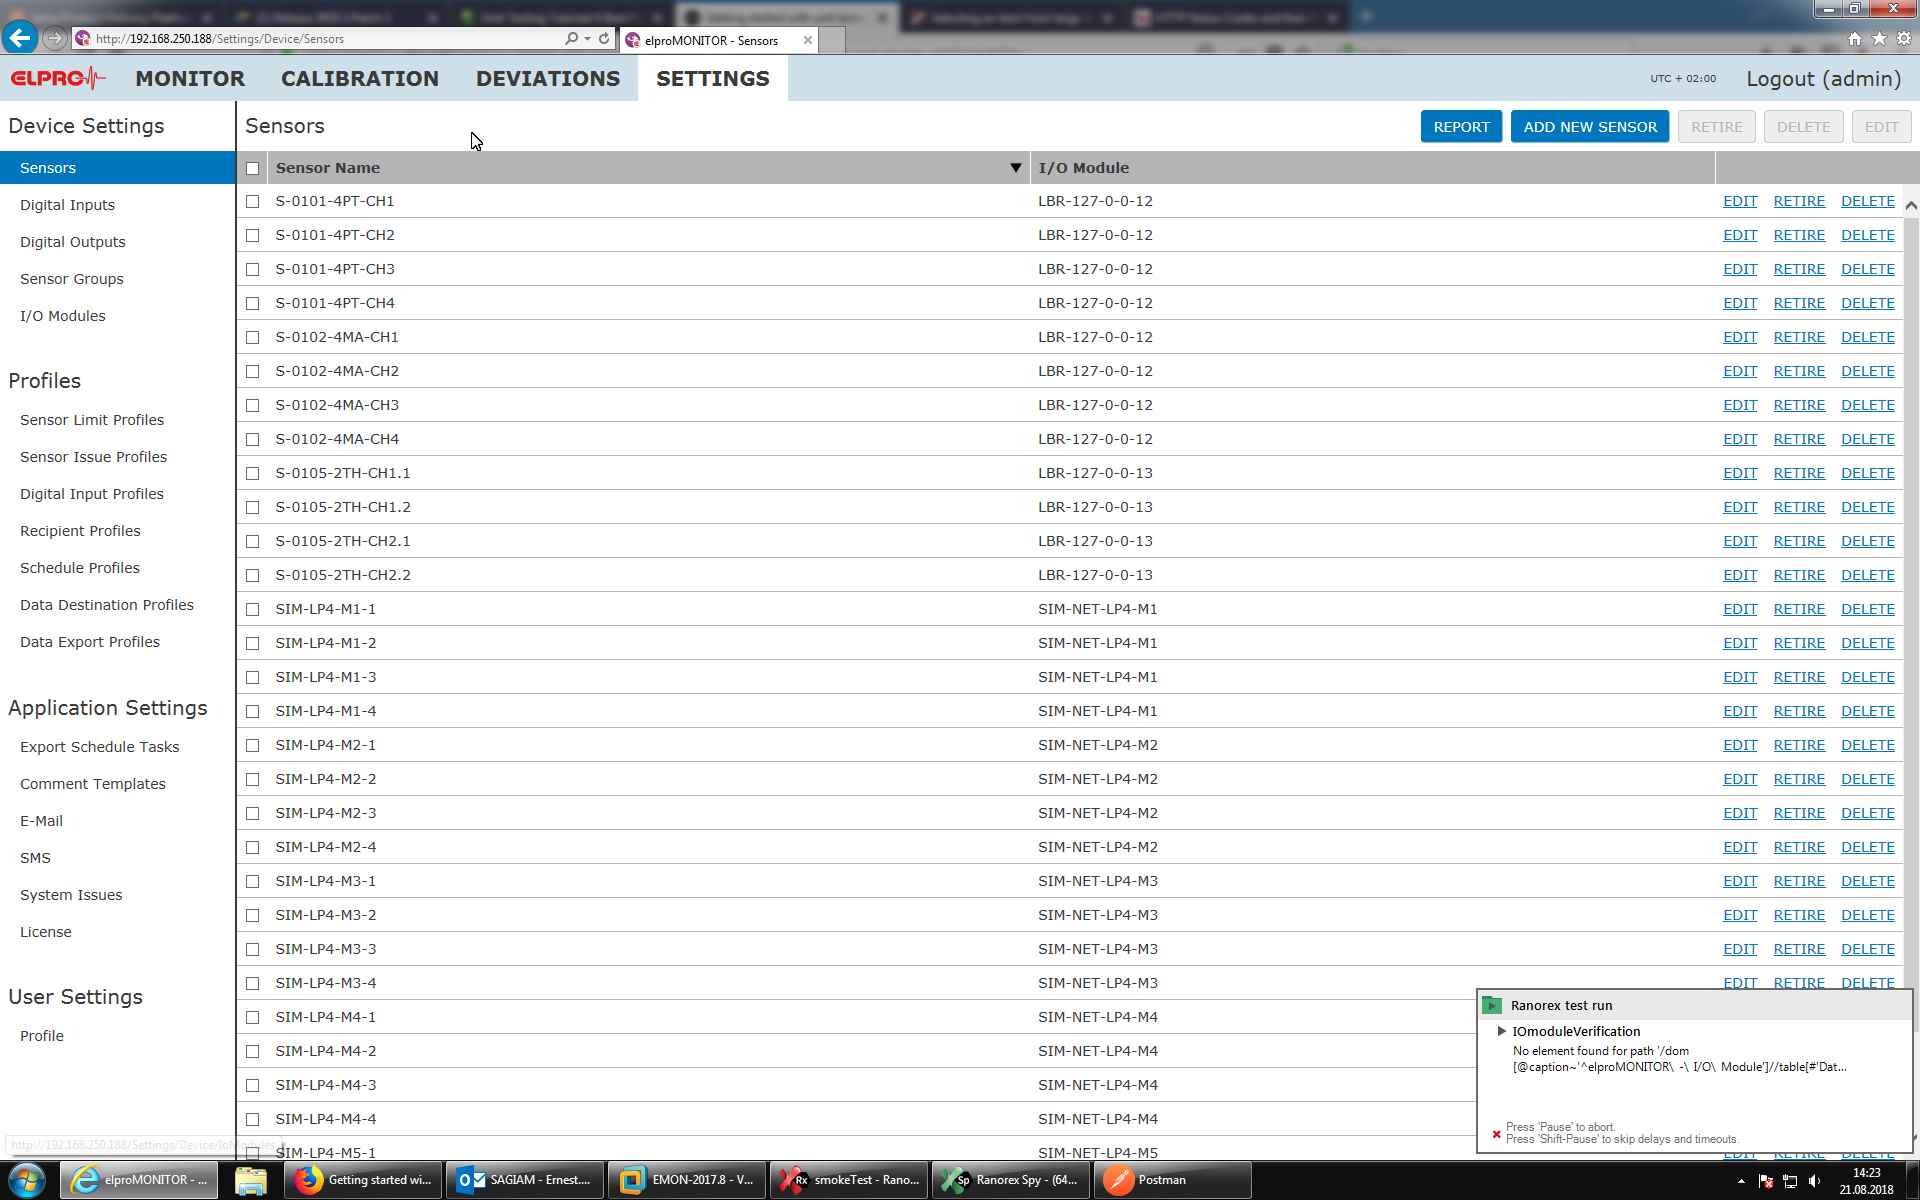 http://192.168.250.188/Settings/Device/Sensors
elproMONITOR - Sensors
ELPRO
MONITOR
CALIBRATION
DEVIATIONS
SETTINGS
UTC + 02:00
Logout (admin)
Device Settings
Sensors
Digital Inputs
Digital Outputs
Sensor Groups
I/O Modules
Profiles
Sensor Limit Profiles
Sensor Issue Profiles
Digital Input Profiles
Recipient Profiles
Schedule Profiles
Data Destination Profiles
Data Export Profiles
Application Settings
Export Schedule Tasks
Comment Templates
E-Mail
SMS
System Issues
License
User Settings
Profile
Sensors
REPORT
ADD NEW SENSOR
RETIRE
DELETE
EDIT
Sensor Name I/O Module
S-0101-4PT-CH1 LBR-127-0-0-12 EDIT RETIRE DELETE
S-0101-4PT-CH2 LBR-127-0-0-12 EDIT RETIRE DELETE
S-0101-4PT-CH3 LBR-127-0-0-12 EDIT RETIRE DELETE
S-0101-4PT-CH4 LBR-127-0-0-12 EDIT RETIRE DELETE
S-0102-4MA-CH1 LBR-127-0-0-12 EDIT RETIRE DELETE
S-0102-4MA-CH2 LBR-127-0-0-12 EDIT RETIRE DELETE
S-0102-4MA-CH3 LBR-127-0-0-12 EDIT RETIRE DELETE
S-0102-4MA-CH4 LBR-127-0-0-12 EDIT RETIRE DELETE
S-0105-2TH-CH1.1 LBR-127-0-0-13 EDIT RETIRE DELETE
S-0105-2TH-CH1.2 LBR-127-0-0-13 EDIT RETIRE DELETE
S-0105-2TH-CH2.1 LBR-127-0-0-13 EDIT RETIRE DELETE
S-0105-2TH-CH2.2 LBR-127-0-0-13 EDIT RETIRE DELETE
SIM-LP4-M1-1 SIM-NET-LP4-M1 EDIT RETIRE DELETE
SIM-LP4-M1-2 SIM-NET-LP4-M1 EDIT RETIRE DELETE
SIM-LP4-M1-3 SIM-NET-LP4-M1 EDIT RETIRE DELETE
SIM-LP4-M1-4 SIM-NET-LP4-M1 EDIT RETIRE DELETE
SIM-LP4-M2-1 SIM-NET-LP4-M2 EDIT RETIRE DELETE
SIM-LP4-M2-2 SIM-NET-LP4-M2 EDIT RETIRE DELETE
SIM-LP4-M2-3 SIM-NET-LP4-M2 EDIT RETIRE DELETE
SIM-LP4-M2-4 SIM-NET-LP4-M2 EDIT RETIRE DELETE
SIM-LP4-M3-1 SIM-NET-LP4-M3 EDIT RETIRE DELETE
SIM-LP4-M3-2 SIM-NET-LP4-M3 EDIT RETIRE DELETE
SIM-LP4-M3-3 SIM-NET-LP4-M3 EDIT RETIRE DELETE
SIM-LP4-M3-4 SIM-NET-LP4-M3 EDIT RETIRE DELETE
SIM-LP4-M4-1 SIM-NET-LP4-M4
SIM-LP4-M4-2 SIM-NET-LP4-M4
SIM-LP4-M4-3 SIM-NET-LP4-M4
SIM-LP4-M4-4 SIM-NET-LP4-M4
SIM-LP4-M5-1 SIM-NET-LP4-M5 EDIT RETIRE DELETE
Ranorex test run
IOmoduleVerification
No element found for path '/dom
[@caption~'^elproMONITOR\ -\ I/O\ Module']//table[#'Dat...
Press 'Pause' to abort.
Press 'Shift-Pause' to skip delays and timeouts.
http://192.168.250.188/Settings/Device/IoModules
elproMONITOR - ...
Getting started wi...
SAGIAM - Ernest....
EMON-2017.8 - V...
smokeTest - Rano...
Ranorex Spy - (64...
Postman
14:23
21.08.2018